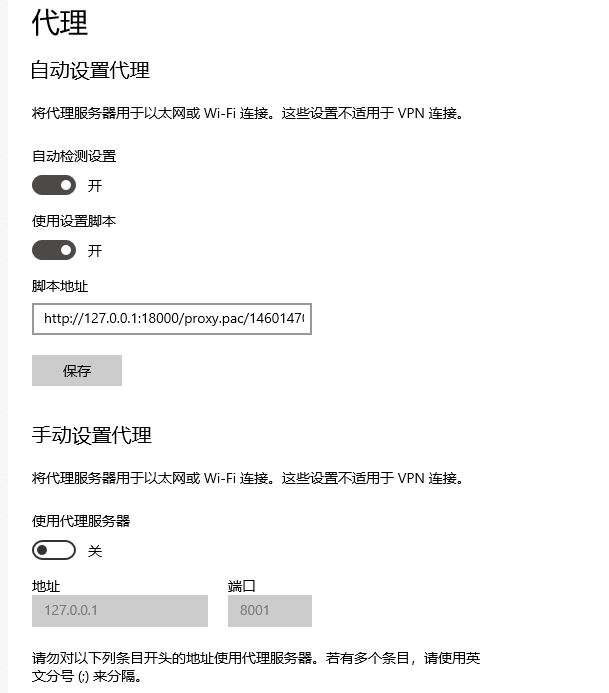 代理
自动设置代理
将代理服务器用于以太网或 Wi-Fi 连接。这些设置不适用于 VPN 连接。
自动检测设置
开
使用设置脚本
开
脚本地址
http://127.0.0.1:18000/proxy.pac/1460147
保存
手动设置代理
将代理服务器用于以太网或 Wi-Fi 连接。这些设置不适用于 VPN 连接。
使用代理服务器
关
地址 端口
127.0.0.1 8001
请勿对以下列条目开头的地址使用代理服务器。若有多个条目，请使用英
文分号 (;) 来分隔。